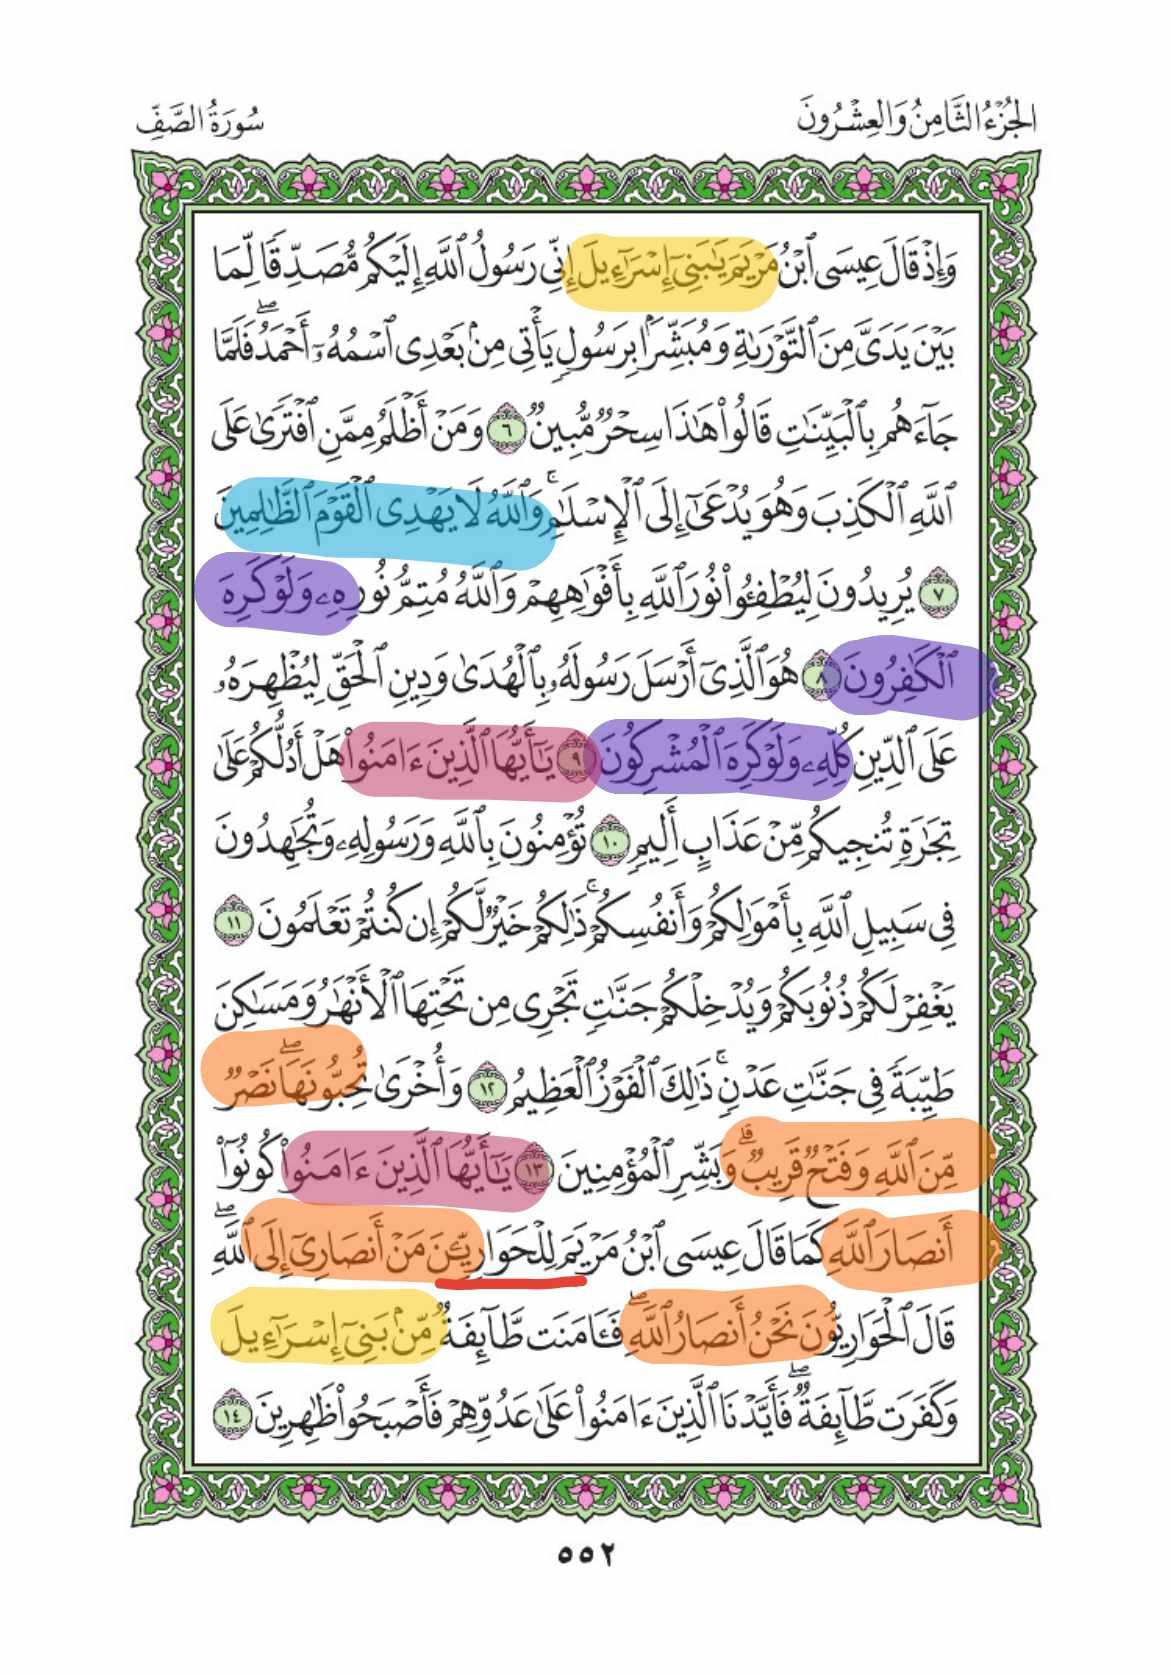 الجُزْءُ الثَّامِنُ وَالعِشْرُونَ
سُورَةُ الصَّفِّ
وَإِذْ قَالَ عِيسَى ٱبْنُ مَرْيَمَ يَٰبَنِىٓ إِسْرَٰٓءِيلَ إِنِّى رَسُولُ ٱللَّهِ إِلَيْكُم مُّصَدِّقًا لِّمَا
بَيْنَ يَدَىَّ مِنَ ٱلتَّوْرَىٰةِ وَمُبَشِّرًۢا بِرَسُولٍ يَأْتِى مِنۢ بَعْدِى ٱسْمُهُۥٓ أَحْمَدُ ۖ فَلَمَّا
جَآءَهُم بِٱلْبَيِّنَٰتِ قَالُوا۟ هَٰذَا سِحْرٌ مُّبِينٌ ٦ وَمَنْ أَظْلَمُ مِمَّنِ ٱفْتَرَىٰ عَلَى
ٱللَّهِ ٱلْكَذِبَ وَهُوَ يُدْعَىٰٓ إِلَى ٱلْإِسْلَٰمِ ۚ وَٱللَّهُ لَا يَهْدِى ٱلْقَوْمَ ٱلظَّٰلِمِينَ
٧ يُرِيدُونَ لِيُطْفِـُٔوا۟ نُورَ ٱللَّهِ بِأَفْوَٰهِهِمْ وَٱللَّهُ مُتِمُّ نُورِهِۦ وَلَوْ كَرِهَ
ٱلْكَٰفِرُونَ ٨ هُوَ ٱلَّذِىٓ أَرْسَلَ رَسُولَهُۥ بِٱلْهُدَىٰ وَدِينِ ٱلْحَقِّ لِيُظْهِرَهُۥ
عَلَى ٱلدِّينِ كُلِّهِۦ وَلَوْ كَرِهَ ٱلْمُشْرِكُونَ ٩ يَٰٓأَيُّهَا ٱلَّذِينَ ءَامَنُوا۟ هَلْ أَدُلُّكُمْ عَلَىٰ
تِجَٰرَةٍ تُنجِيكُم مِّنْ عَذَابٍ أَلِيمٍ ١٠ تُؤْمِنُونَ بِٱللَّهِ وَرَسُولِهِۦ وَتُجَٰهِدُونَ
فِى سَبِيلِ ٱللَّهِ بِأَمْوَٰلِكُمْ وَأَنفُسِكُمْ ۚ ذَٰلِكُمْ خَيْرٌ لَّكُمْ إِن كُنتُمْ تَعْلَمُونَ ١١
يَغْفِرْ لَكُمْ ذُنُوبَكُمْ وَيُدْخِلْكُمْ جَنَّٰتٍ تَجْرِى مِن تَحْتِهَا ٱلْأَنْهَٰرُ وَمَسَٰكِنَ
طَيِّبَةً فِى جَنَّٰتِ عَدْنٍ ۚ ذَٰلِكَ ٱلْفَوْزُ ٱلْعَظِيمُ ١٢ وَأُخْرَىٰ تُحِبُّونَهَا ۖ نَصْرٌ
مِّنَ ٱللَّهِ وَفَتْحٌ قَرِيبٌ ۗ وَبَشِّرِ ٱلْمُؤْمِنِينَ ١٣ يَٰٓأَيُّهَا ٱلَّذِينَ ءَامَنُوا۟ كُونُوٓا۟
أَنصَارَ ٱللَّهِ كَمَا قَالَ عِيسَى ٱبْنُ مَرْيَمَ لِلْحَوَارِيِّـۧنَ مَنْ أَنصَارِىٓ إِلَى ٱللَّهِ ۖ
قَالَ ٱلْحَوَارِيُّونَ نَحْنُ أَنصَارُ ٱللَّهِ ۖ فَـَٔامَنَت طَّآئِفَةٌ مِّنۢ بَنِىٓ إِسْرَٰٓءِيلَ
وَكَفَرَت طَّآئِفَةٌ ۖ فَأَيَّدْنَا ٱلَّذِينَ ءَامَنُوا۟ عَلَىٰ عَدُوِّهِمْ فَأَصْبَحُوا۟ ظَٰهِرِينَ ١٤
٥٥٢